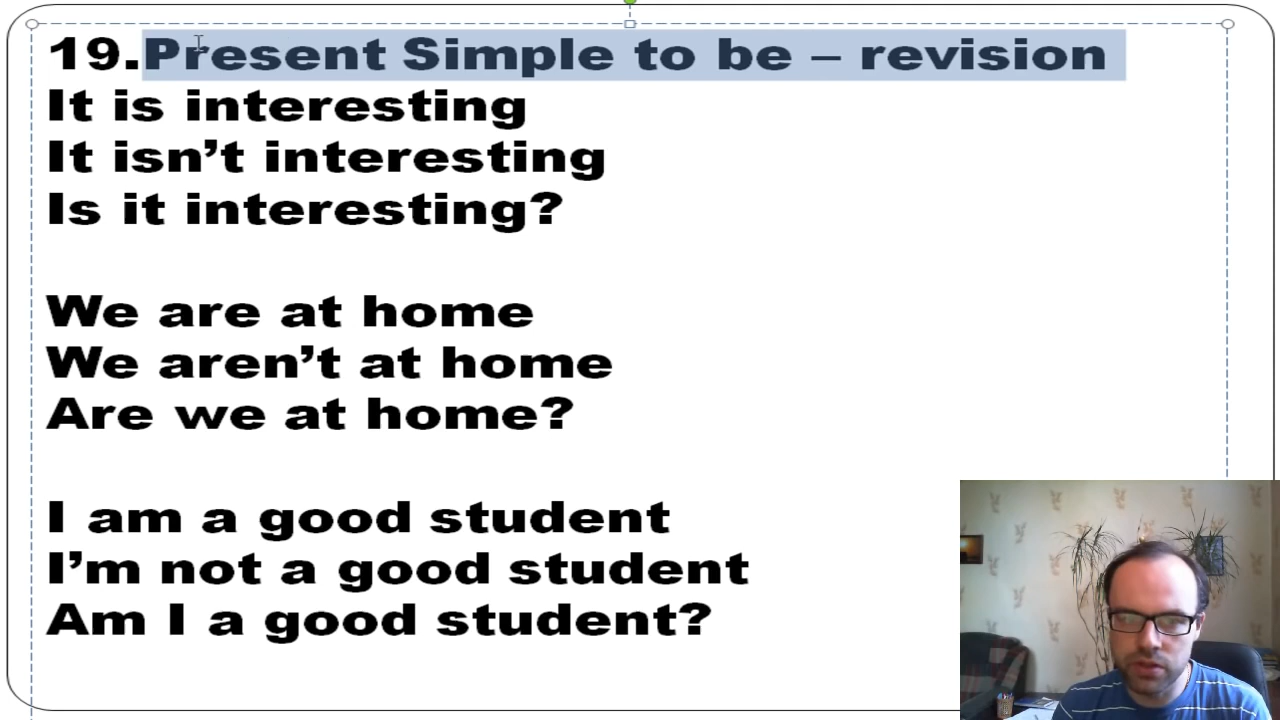 19.Present Simple to be – revision
It is interesting
It isn’t interesting
Is it interesting?
We are at home
We aren’t at home
Are we at home?
I am a good student
I’m not a good student
Am I a good student?